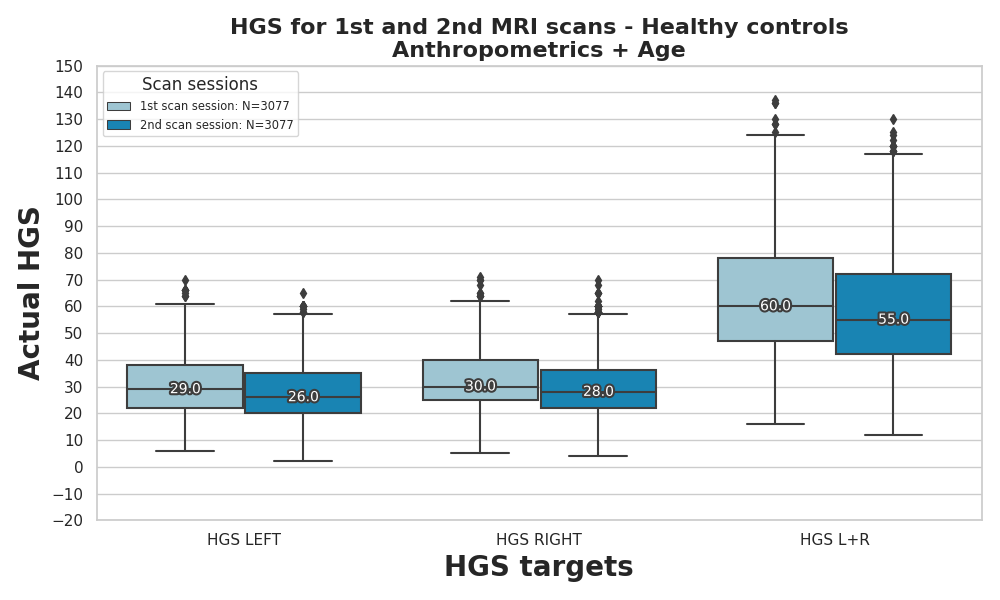 HGS for 1st and 2nd MRI scans - Healthy controls
Anthropometrics + Age
Actual HGS
150
140
130
120
110
100
90
80
70
60
50
40
30
20
10
0
−10
−20
Scan sessions
1st scan session: N=3077
2nd scan session: N=3077
29.0
26.0
30.0
28.0
60.0
55.0
HGS LEFT
HGS RIGHT
HGS L+R
HGS targets